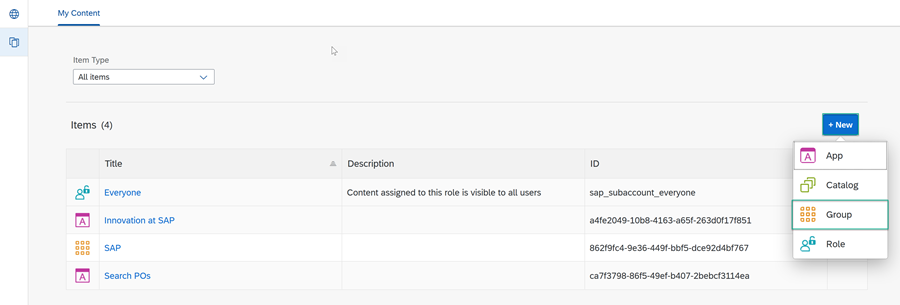 My Content
Item Type
All items
Items (4)
+ New
Title Description ID
Everyone Content assigned to this role is visible to all users sap_subaccount_everyone
Innovation at SAP a4fe2049-10b8-4163-a65f-263d0f17f851
SAP 862f9fc4-9e36-449f-bbf5-dce92d4bf767
Search POs ca7f3798-86f5-49ef-b407-2bebcf3114ea
A App
Catalog
Group
Role